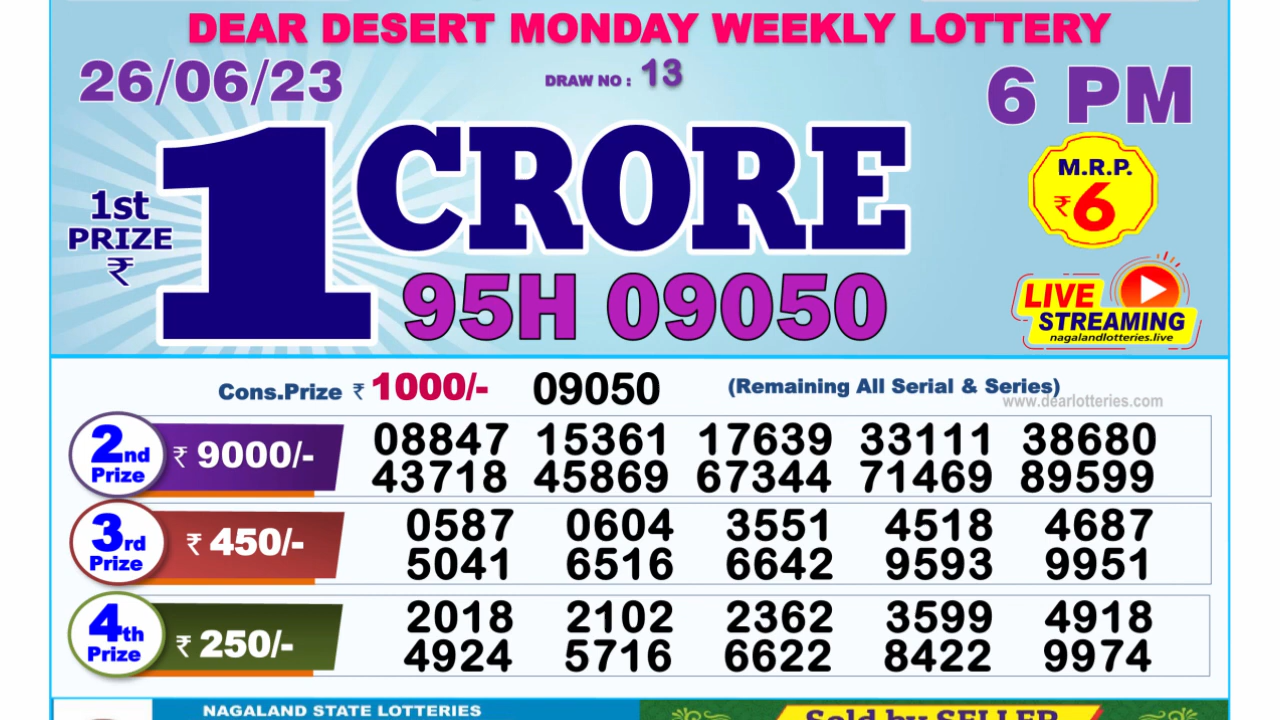 DEAR DESERT MONDAY WEEKLY LOTTERY
26/06/23
DRAW NO : 13
6 PM
1st
PRIZE
₹
1 CRORE
M.R.P.
₹6
95H 09050
LIVE
STREAMING
nagalandlotteries.live
Cons.Prize ₹ 1000/- 09050 (Remaining All Serial & Series)
www.dearlotteries.com
2nd Prize ₹ 9000/-
08847 15361 17639 33111 38680
43718 45869 67344 71469 89599
3rd Prize ₹ 450/-
0587 0604 3551 4518 4687
5041 6516 6642 9593 9951
4th Prize ₹ 250/-
2018 2102 2362 3599 4918
4924 5716 6622 8422 9974
NAGALAND STATE LOTTERIES
Sold by SELLER